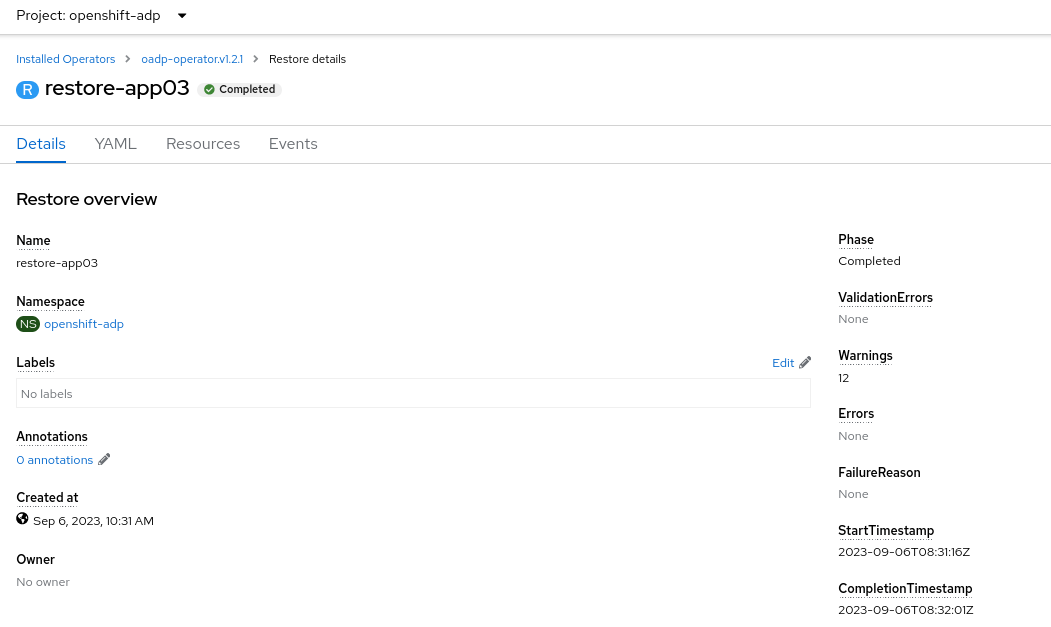 Project: openshift-adp
Installed Operators > oadp-operator.v1.2.1 > Restore details
R restore-app03 Completed
Details YAML Resources Events
Restore overview
Name
restore-app03
Namespace
NS openshift-adp
Labels Edit
No labels
Annotations
0 annotations
Created at
Sep 6, 2023, 10:31 AM
Owner
No owner
Phase
Completed
ValidationErrors
None
Warnings
12
Errors
None
FailureReason
None
StartTimestamp
2023-09-06T08:31:16Z
CompletionTimestamp
2023-09-06T08:32:01Z